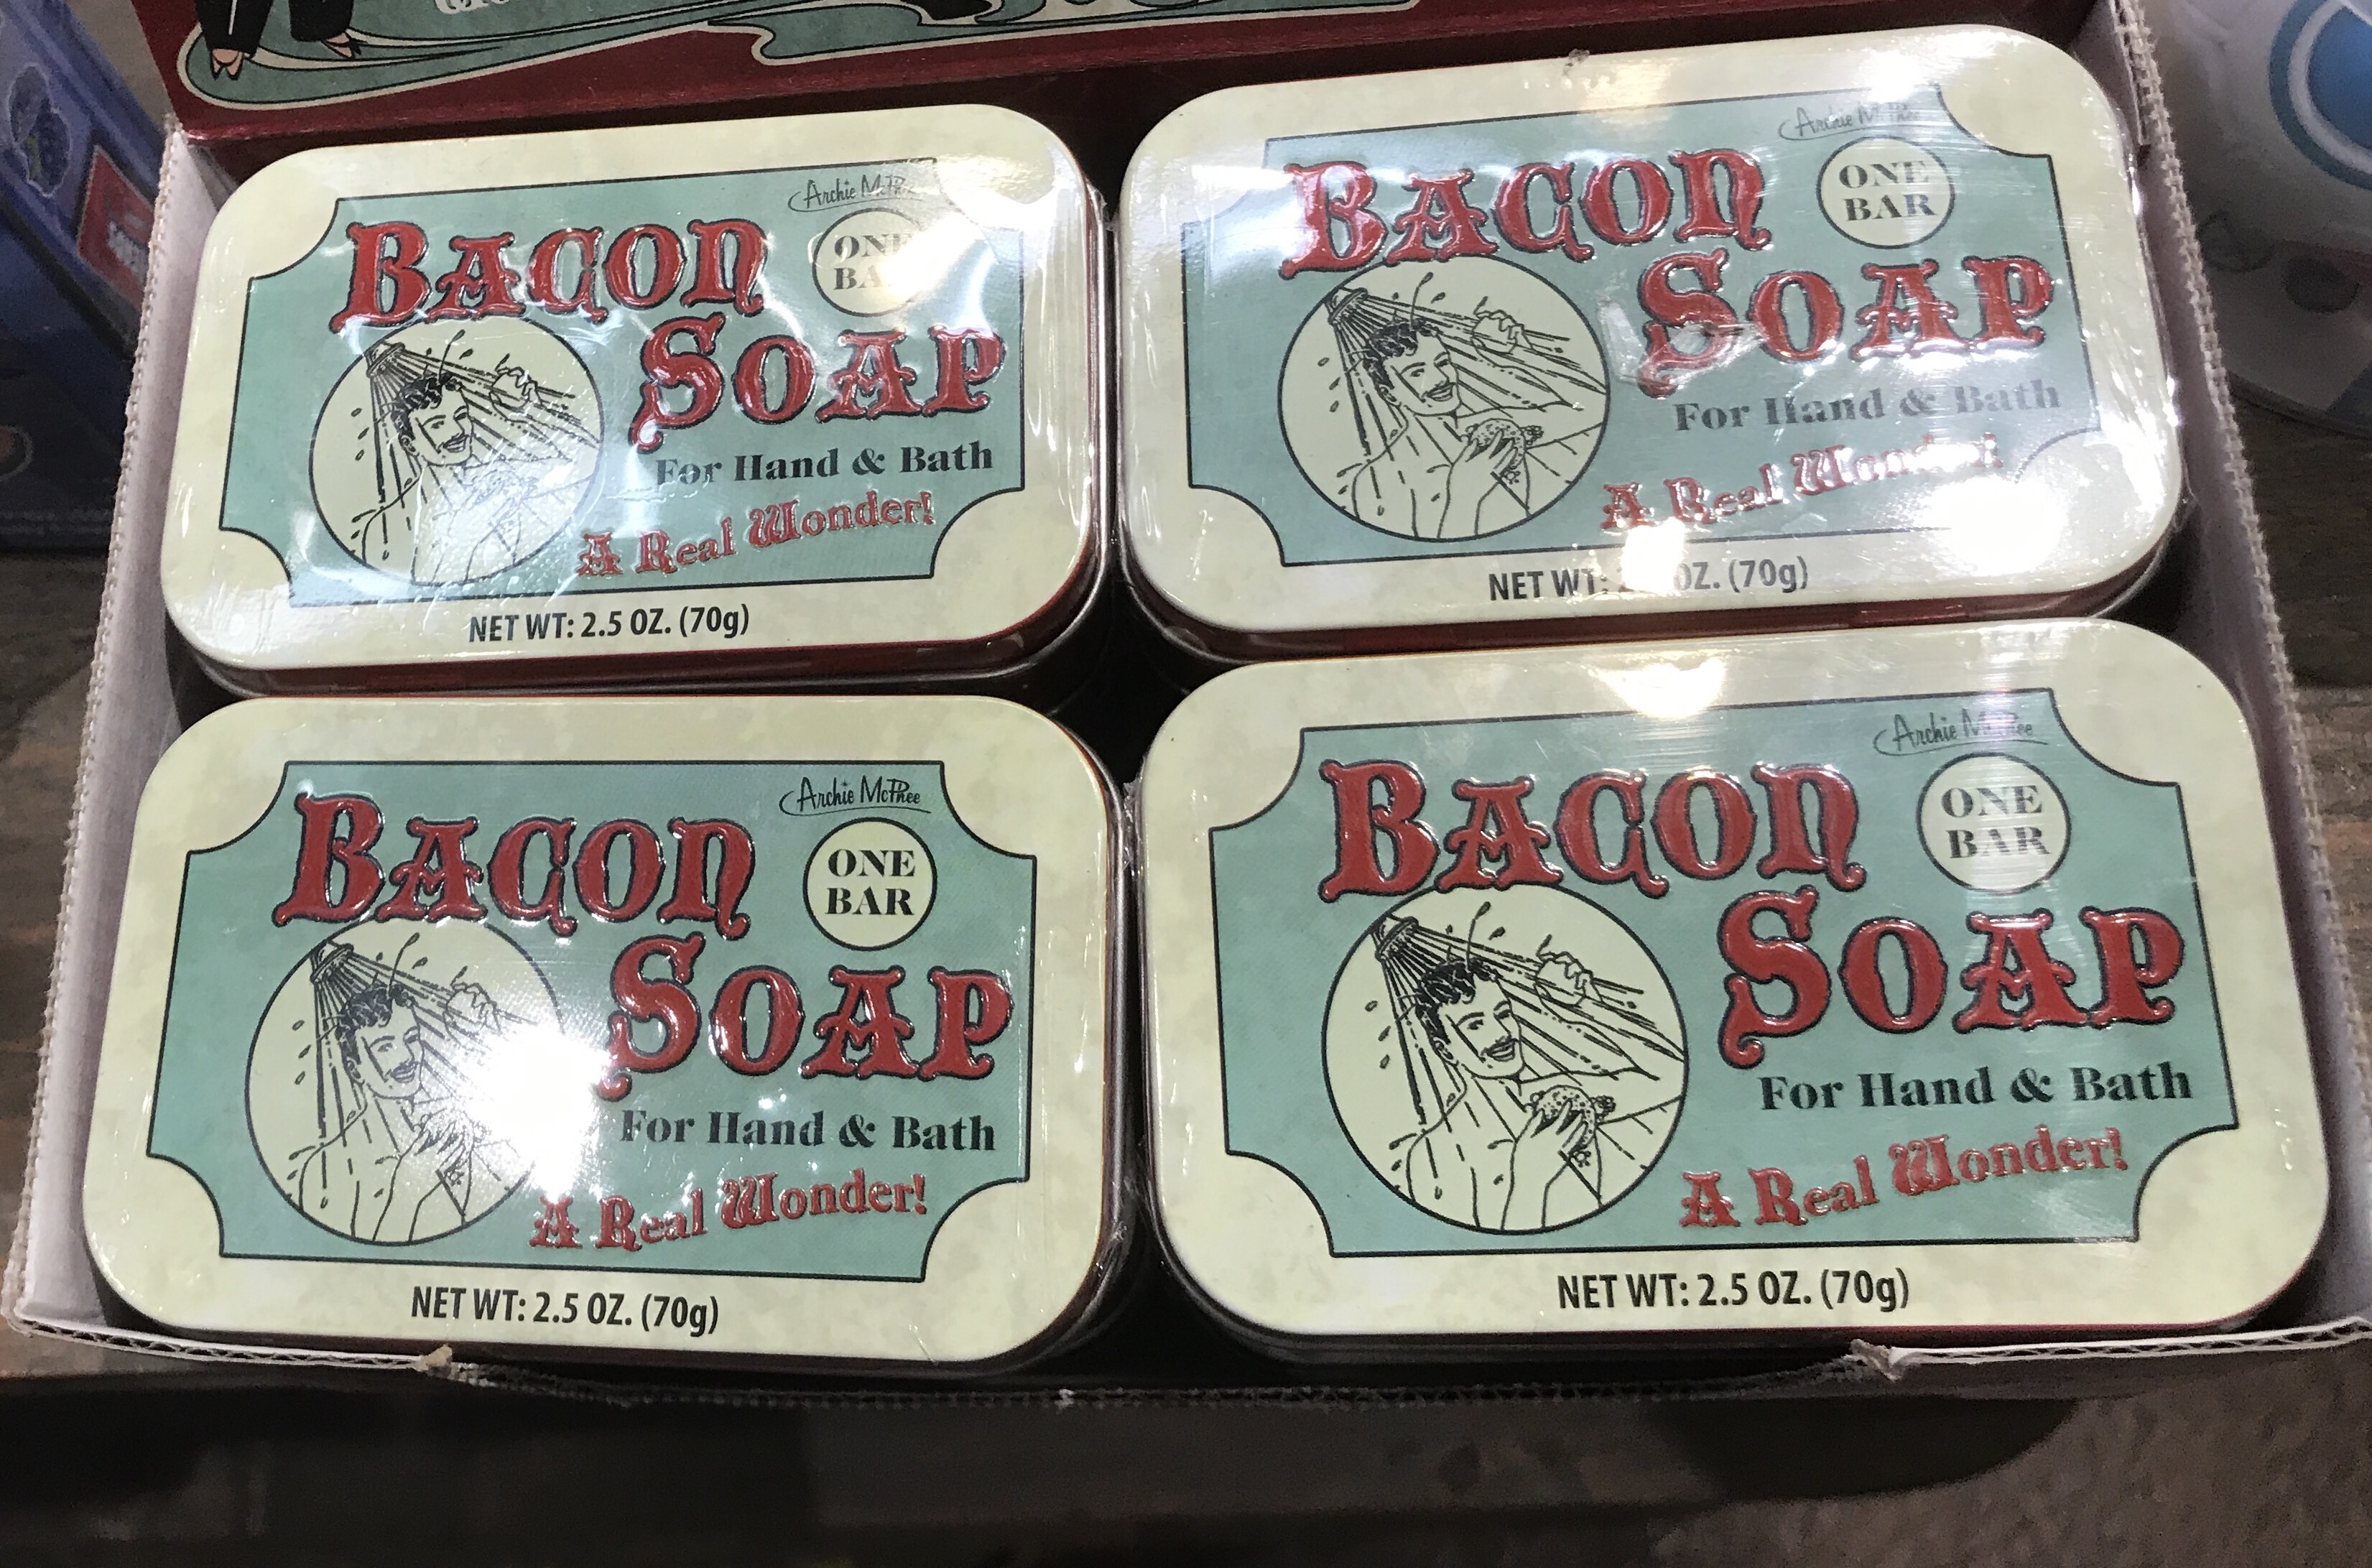 Archie McPhee
BACON
ONE
BAR
SOAP
For Hand & Bath
A Real Wonder!
NET WT: 2.5 OZ. (70g)
Archie McPhee
BACON
ONE
BAR
SOAP
For Hand & Bath
A Real Wonder!
NET WT: OZ. (70g)
Archie McPhee
BACON
ONE
BAR
SOAP
For Hand & Bath
A Real Wonder!
NET WT: 2.5 OZ. (70g)
Archie McPhee
BACON
ONE
BAR
SOAP
For Hand & Bath
A Real Wonder!
NET WT: 2.5 OZ. (70g)